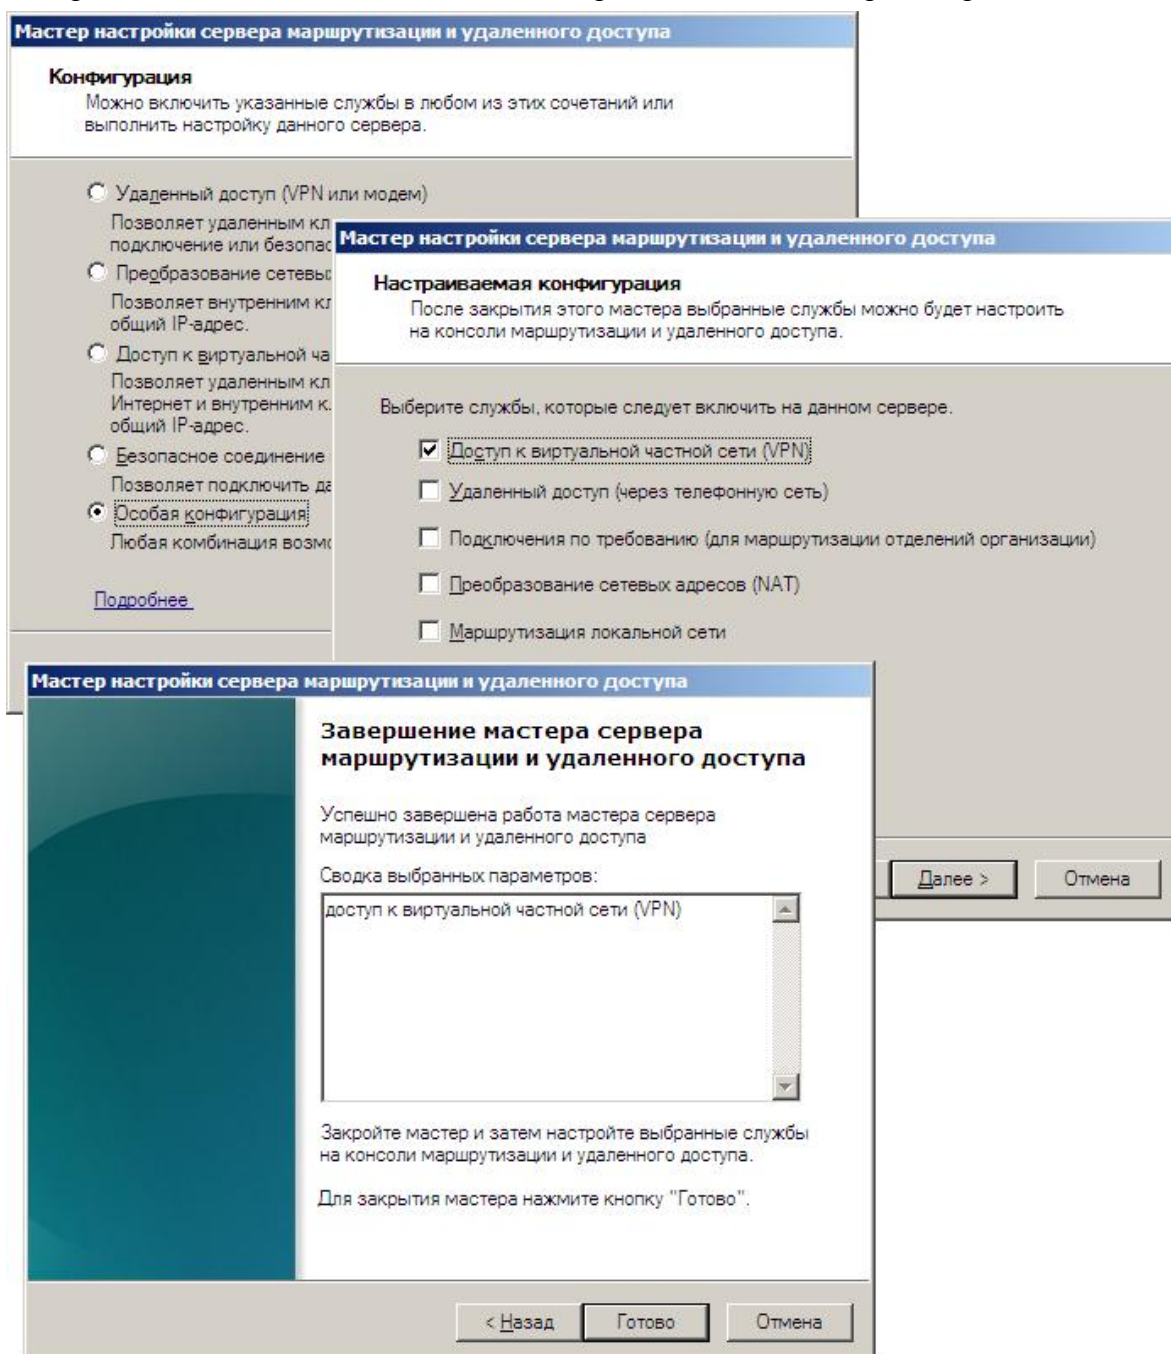 Мастер настройки сервера маршрутизации и удаленного доступа
Конфигурация
Можно включить указанные службы в любом из этих сочетаний или
выполнить настройку данного сервера.
Удаленный доступ (VPN или модем)
Позволяет удаленным
подключение или
Преобразование
Позволяет внутренним
общий IP-адрес.
Доступ к виртуальной
Позволяет удаленным
Интернет и внутренним
общий IP-адрес.
Безопасное соединение
Позволяет подключить
Особая конфигурация
Любая комбинация
Подробнее
Мастер настройки сервера маршрутизации и удаленного доступа
Настраиваемая конфигурация
После закрытия этого мастера выбранные службы можно будет настроить
на консоли маршрутизации и удаленного доступа.
Выберите службы, которые следует включить на данном сервере.
Доступ к виртуальной частной сети (VPN)
Удаленный доступ (через телефонную сеть)
Подключения по требованию (для маршрутизации отделений организации)
Преобразование сетевых адресов (NAT)
Маршрутизация локальной сети
Далее >
Отмена
Мастер настройки сервера маршрутизации и удаленного доступа
Завершение мастера сервера
маршрутизации и удаленного доступа
Успешно завершена работа мастера сервера
маршрутизации и удаленного доступа
Сводка выбранных параметров:
доступ к виртуальной частной сети (VPN)
Закройте мастер и затем настройте выбранные службы
на консоли маршрутизации и удаленного доступа.
Для закрытия мастера нажмите кнопку "Готово".
< Назад
Готово
Отмена